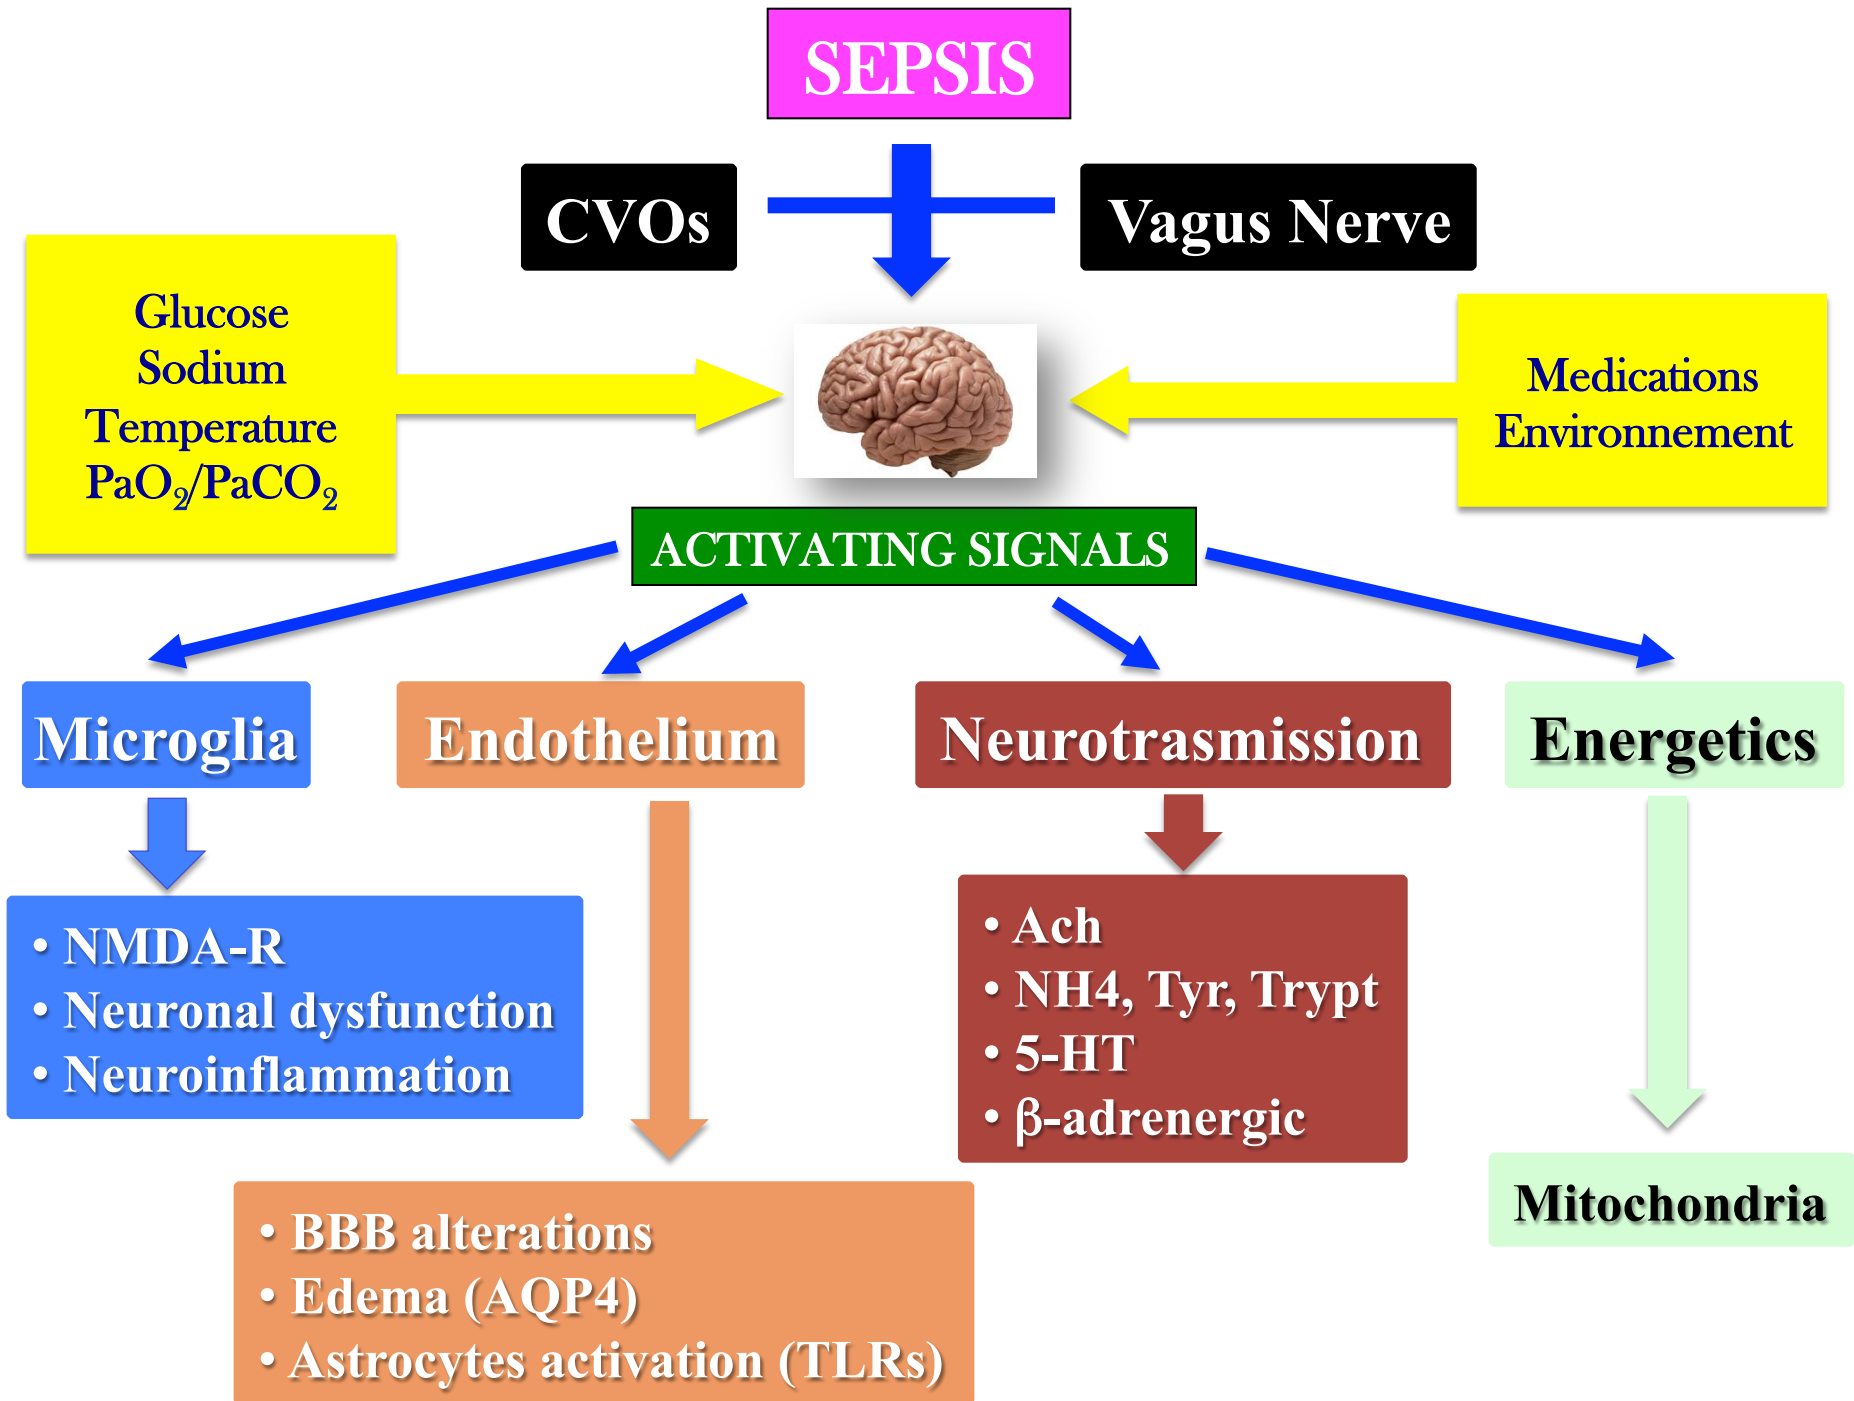 SEPSIS
CVOs
Vagus Nerve
Glucose
Sodium
Temperature
PaO₂/PaCO₂
Medications
Environnement
ACTIVATING SIGNALS
Microglia
Endothelium
Neurotrasmission
Energetics
• NMDA-R
• Neuronal dysfunction
• Neuroinflammation
• Ach
• NH4, Tyr, Trypt
• 5-HT
• β-adrenergic
Mitochondria
• BBB alterations
• Edema (AQP4)
• Astrocytes activation (TLRs)